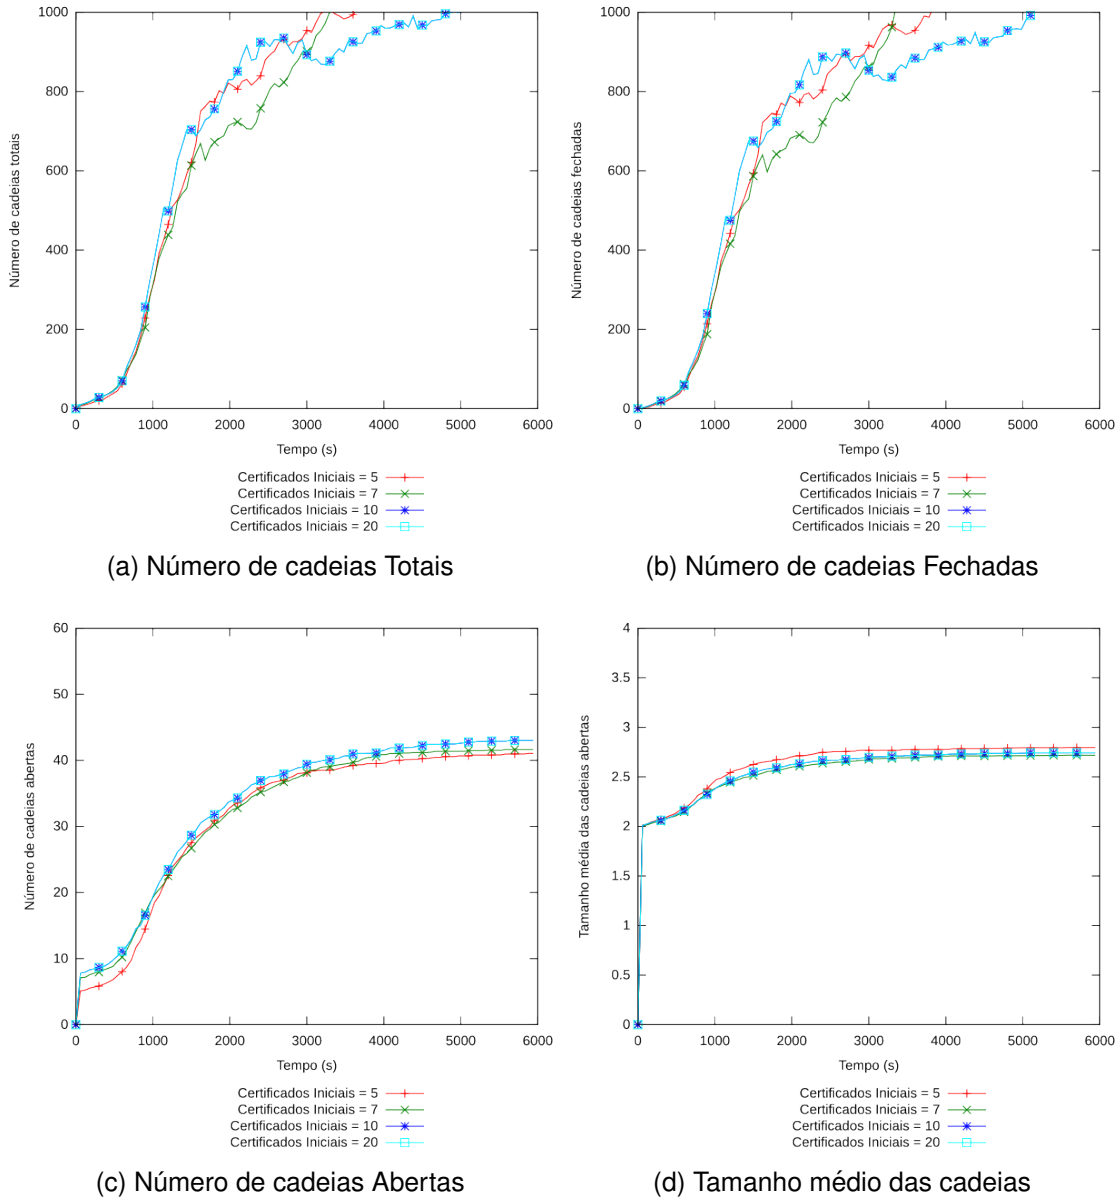 1000
800
600
400
200
0
Número de cadeias totais
0 1000 2000 3000 4000 5000 6000
Tempo (s)
Certificados Iniciais = 5
Certificados Iniciais = 7
Certificados Iniciais = 10
Certificados Iniciais = 20
(a) Número de cadeias Totais
1000
800
600
400
200
0
Número de cadeias fechadas
0 1000 2000 3000 4000 5000 6000
Tempo (s)
Certificados Iniciais = 5
Certificados Iniciais = 7
Certificados Iniciais = 10
Certificados Iniciais = 20
(b) Número de cadeias Fechadas
60
50
40
30
20
10
0
Número de cadeias abertas
0 1000 2000 3000 4000 5000 6000
Tempo (s)
Certificados Iniciais = 5
Certificados Iniciais = 7
Certificados Iniciais = 10
Certificados Iniciais = 20
(c) Número de cadeias Abertas
4
3.5
3
2.5
2
1.5
1
0.5
0
Tamanho média das cadeias abertas
0 1000 2000 3000 4000 5000 6000
Tempo (s)
Certificados Iniciais = 5
Certificados Iniciais = 7
Certificados Iniciais = 10
Certificados Iniciais = 20
(d) Tamanho médio das cadeias